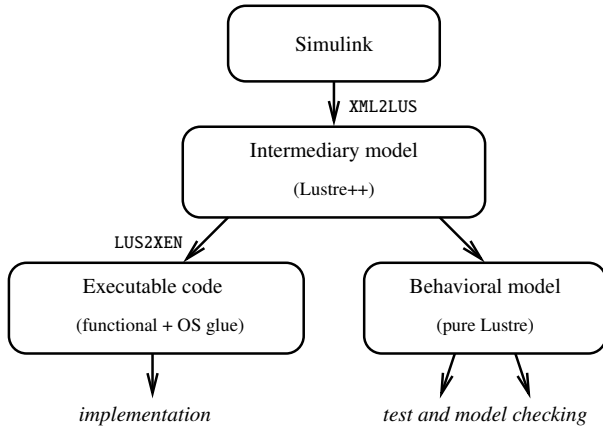 Simulink
XML2LUS
Intermediary model
(Lustre++)
LUS2XEN
Executable code
(functional + OS glue)
Behavioral model
(pure Lustre)
implementation
test and model checking